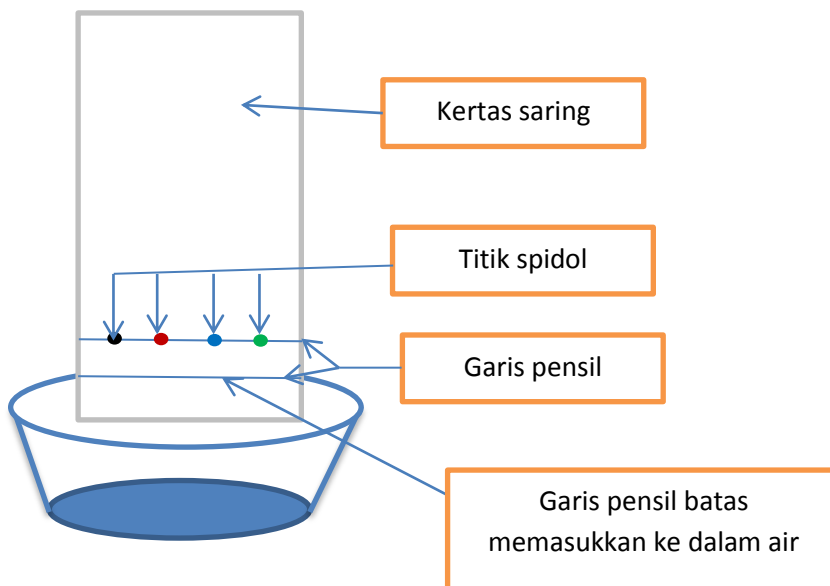 Kertas saring
Titik spidol
Garis pensil
Garis pensil batas
memasukkan ke dalam air